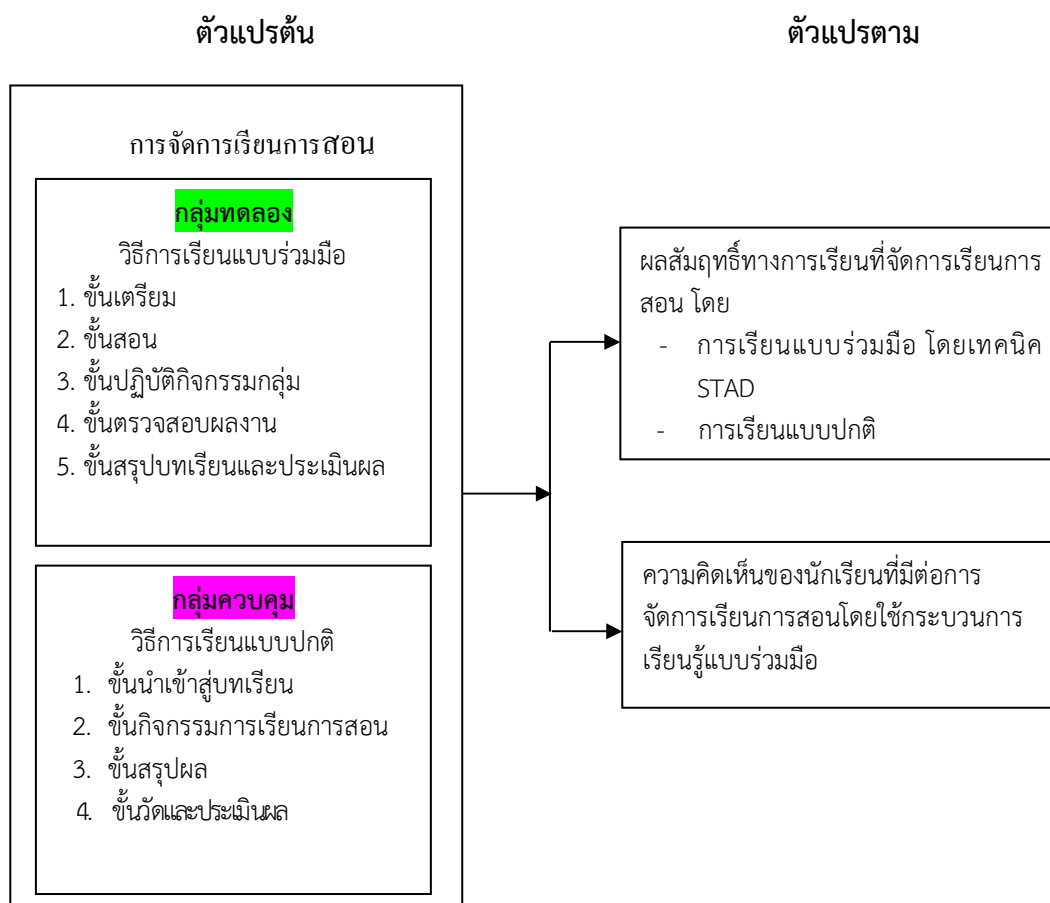 ตัวแปรต้น
ตัวแปรตาม
การจัดการเรียนการสอน
กลุ่มทดลอง
วิธีการเรียนแบบร่วมมือ
1. ขั้นเตรียม
2. ขั้นสอน
3. ขั้นปฏิบัติกิจกรรมกลุ่ม
4. ขั้นตรวจสอบผลงาน
5. ขั้นสรุปบทเรียนและประเมินผล
กลุ่มควบคุม
วิธีการเรียนแบบปกติ
1. ขั้นนำเข้าสู่บทเรียน
2. ขั้นกิจกรรมการเรียนการสอน
3. ขั้นสรุปผล
4. ขั้นวัดและประเมินผล
ผลสัมฤทธิ์ทางการเรียนที่จัดการเรียนการ
สอน โดย
- การเรียนแบบร่วมมือ โดยเทคนิค
STAD
- การเรียนแบบปกติ
ความคิดเห็นของนักเรียนที่มีต่อการ
จัดการเรียนการสอนโดยใช้กระบวนการ
เรียนรู้แบบร่วมมือ